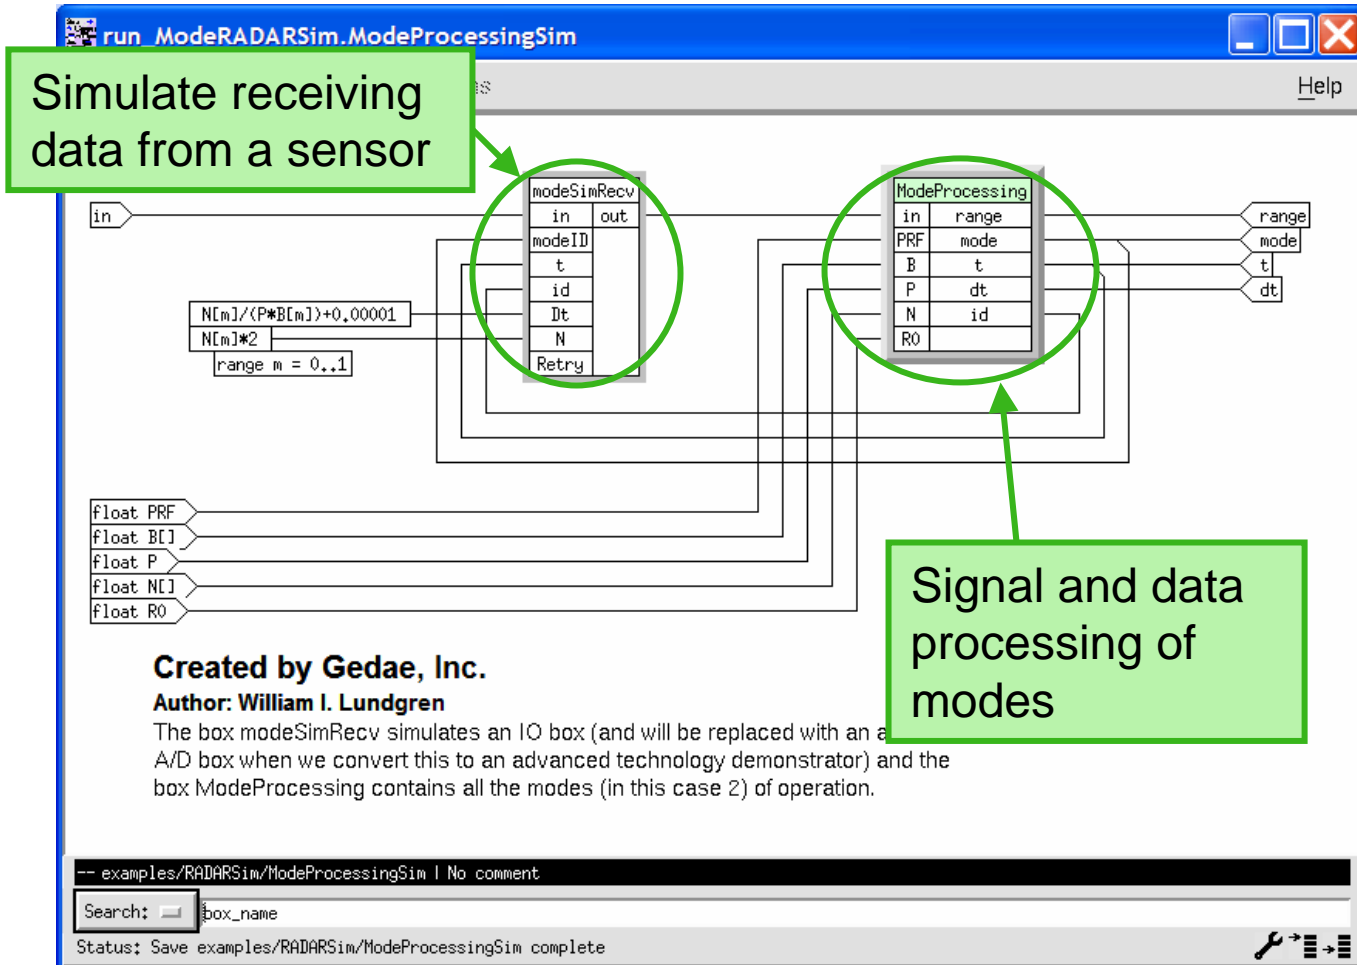 run_ModeRADARSim.ModeProcessingSim
Simulate receiving
data from a sensor
Help
modeSimRecv
in out
modeID
t
id
Dt
N
Retry
ModeProcessing
in range
PRF mode
B t
P dt
N id
R0
in
range
mode
t
dt
N[m]/(P*B[m])+0.00001
N[m]*2
range m = 0..1
float PRF
float B[]
float P
float N[]
float R0
Signal and data
processing of
modes
Created by Gedae, Inc.
Author: William I. Lundgren
The box modeSimRecv simulates an IO box (and will be replaced with an
A/D box when we convert this to an advanced technology demonstrator) and the
box ModeProcessing contains all the modes (in this case 2) of operation.
-- examples/RADARSim/ModeProcessingSim | No comment
Search: box_name
Status: Save examples/RADARSim/ModeProcessingSim complete